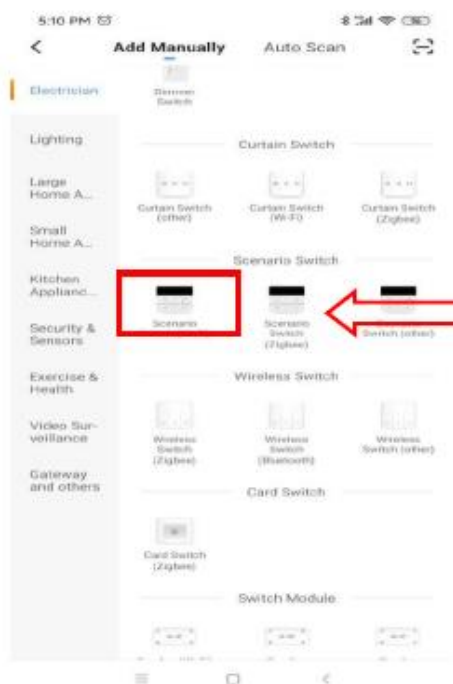 5:10 PM
Add Manually
Auto Scan
Electrician
Dimmer
Switch
Lighting
Curtain Switch
Large
Home A...
Curtain Switch
(other)
Curtain Switch
(Wi-Fi)
Curtain Switch
(Zigbee)
Small
Home A...
Scenario Switch
Kitchen
Applianc...
Scenario
Scenario
Switch
(Zigbee)
Switch (other)
Security &
Sensors
Exercise &
Health
Wireless Switch
Video Sur-
veillance
Wireless
Switch
(Zigbee)
Wireless
Switch
(Bluetooth)
Wireless
Switch (other)
Gateway
and others
Card Switch
Card Switch
(Zigbee)
Switch Module